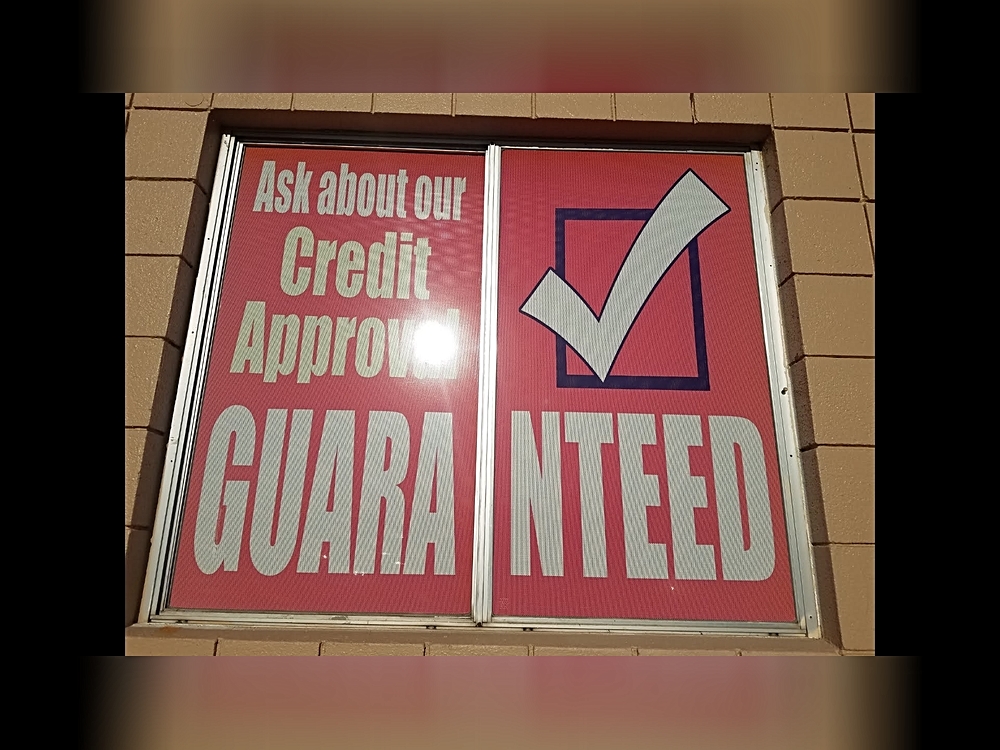 Ask about our
Credit
Approval
GUARANTEED